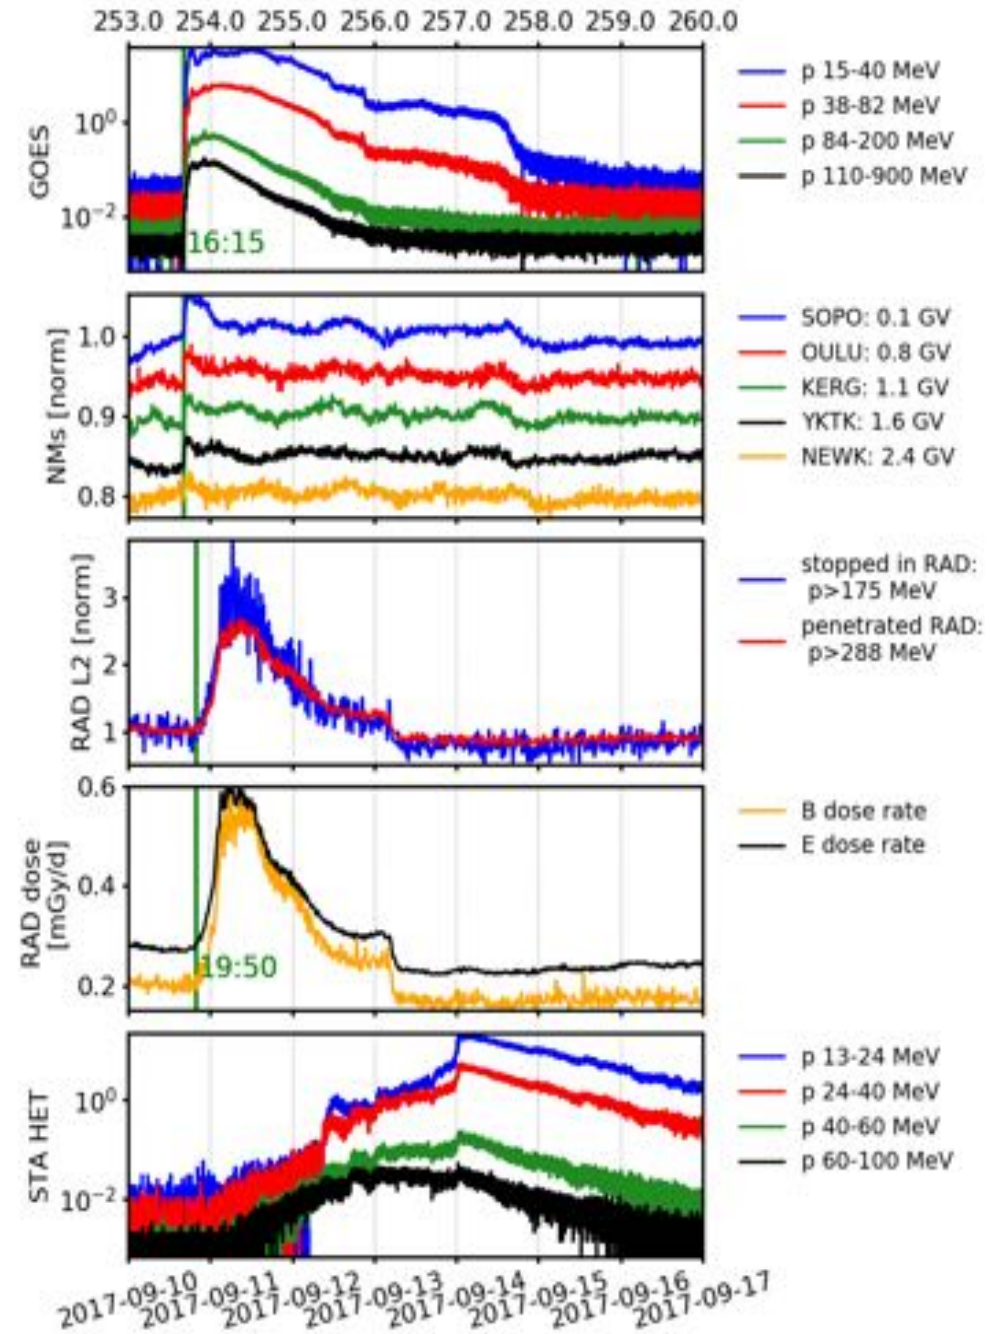 253.0 254.0 255.0 256.0 257.0 258.0 259.0 260.0
GOES
10⁰
10⁻²
16:15
p 15-40 MeV
p 38-82 MeV
p 84-200 MeV
p 110-900 MeV
NMs [norm]
1.0
0.9
0.8
SOPO: 0.1 GV
OULU: 0.8 GV
KERG: 1.1 GV
YKTK: 1.6 GV
NEWK: 2.4 GV
RAD L2 [norm]
3
2
1
stopped in RAD:
p>175 MeV
penetrated RAD:
p>288 MeV
RAD dose
[mGy/d]
0.6
0.4
0.2
19:50
B dose rate
E dose rate
STA HET
10⁰
10⁻²
p 13-24 MeV
p 24-40 MeV
p 40-60 MeV
p 60-100 MeV
2017-09-10 2017-09-11 2017-09-12 2017-09-13 2017-09-14 2017-09-15 2017-09-16 2017-09-17